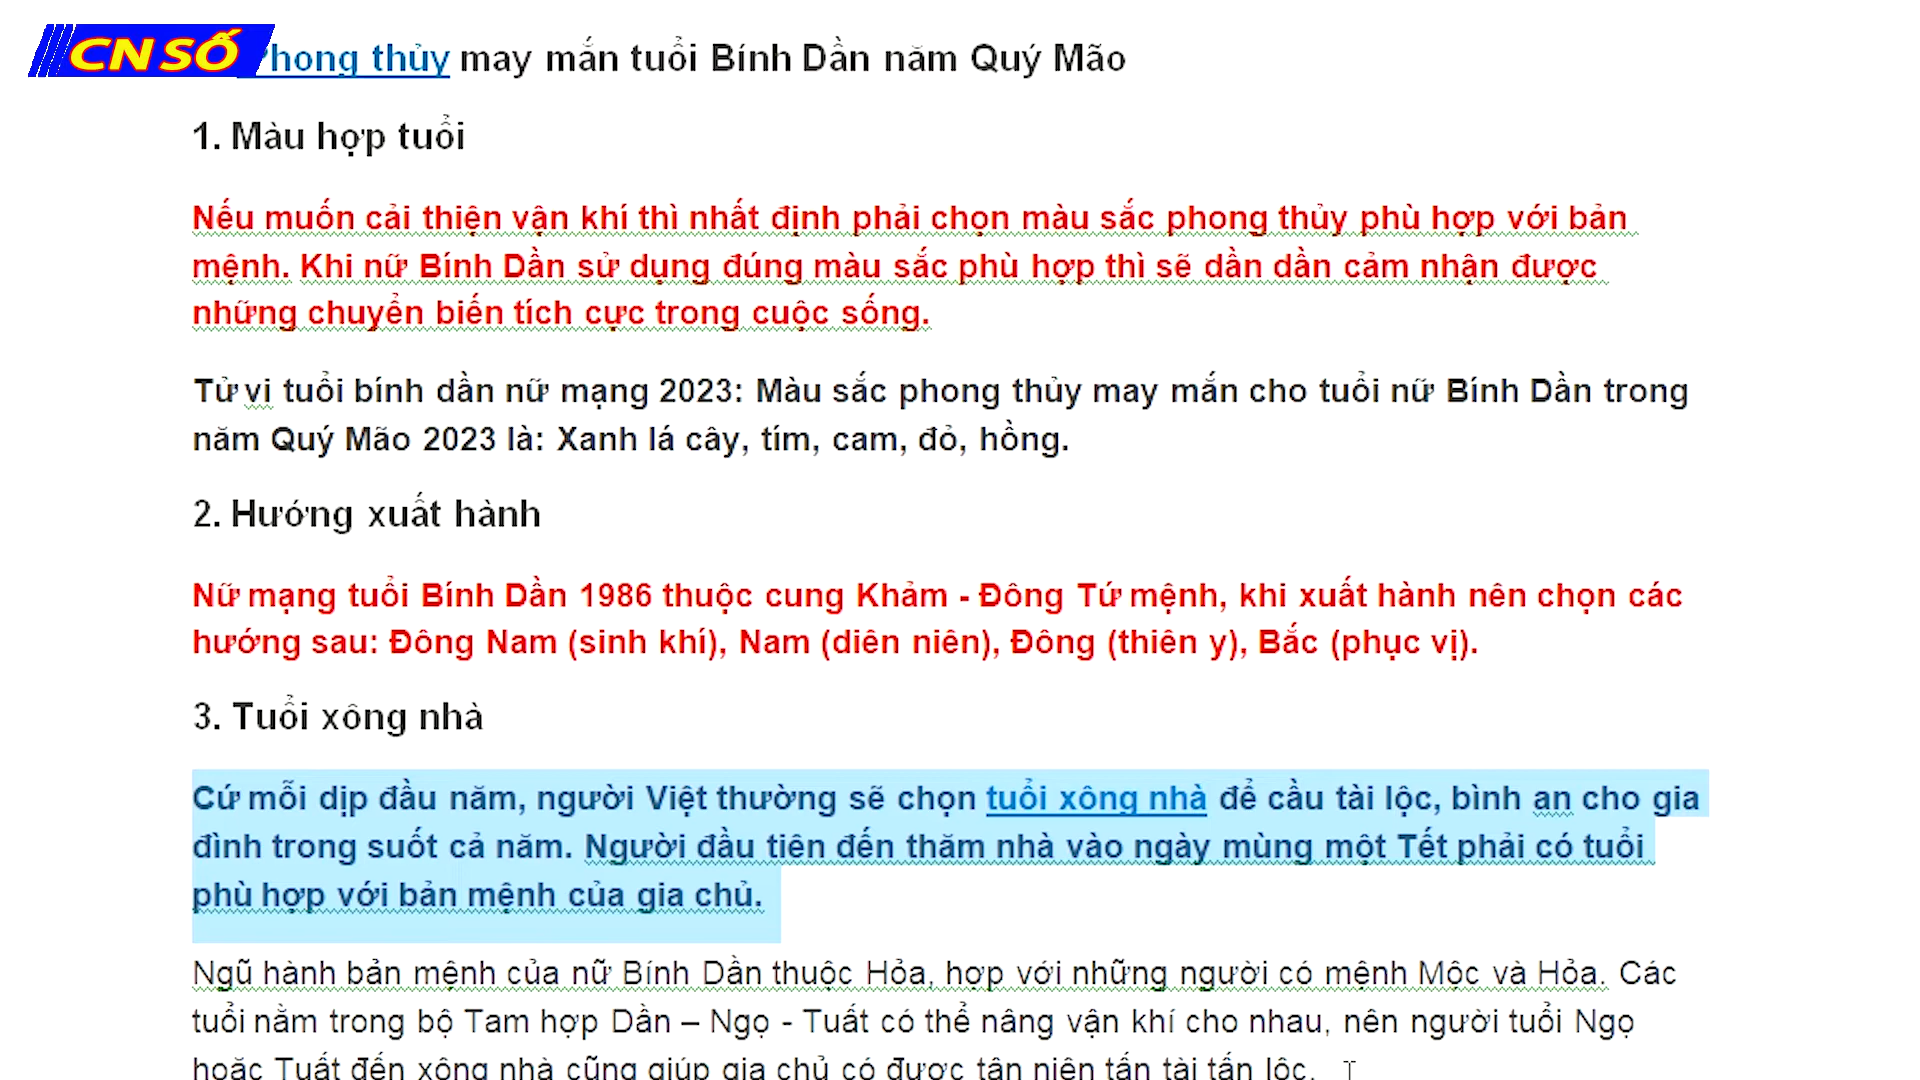 CN SỐ
Phong thủy may mắn tuổi Bính Dần năm Quý Mão
1. Màu hợp tuổi
Nếu muốn cải thiện vận khí thì nhất định phải chọn màu sắc phong thủy phù hợp với bản
mệnh. Khi nữ Bính Dần sử dụng đúng màu sắc phù hợp thì sẽ dần dần cảm nhận được
những chuyển biến tích cực trong cuộc sống.
Tử vi tuổi bính dần nữ mạng 2023: Màu sắc phong thủy may mắn cho tuổi nữ Bính Dần trong
năm Quý Mão 2023 là: Xanh lá cây, tím, cam, đỏ, hồng.
2. Hướng xuất hành
Nữ mạng tuổi Bính Dần 1986 thuộc cung Khảm - Đông Tứ mệnh, khi xuất hành nên chọn các
hướng sau: Đông Nam (sinh khí), Nam (diên niên), Đông (thiên y), Bắc (phục vị).
3. Tuổi xông nhà
Cứ mỗi dịp đầu năm, người Việt thường sẽ chọn tuổi xông nhà để cầu tài lộc, bình an cho gia
đình trong suốt cả năm. Người đầu tiên đến thăm nhà vào ngày mùng một Tết phải có tuổi
phù hợp với bản mệnh của gia chủ.
Ngũ hành bản mệnh của nữ Bính Dần thuộc Hỏa, hợp với những người có mệnh Mộc và Hỏa. Các
tuổi nằm trong bộ Tam hợp Dần – Ngọ - Tuất có thể nâng vận khí cho nhau, nên người tuổi Ngọ
hoặc Tuất đến xông nhà cũng giúp gia chủ có được tân niên tấn tài tấn lộc.